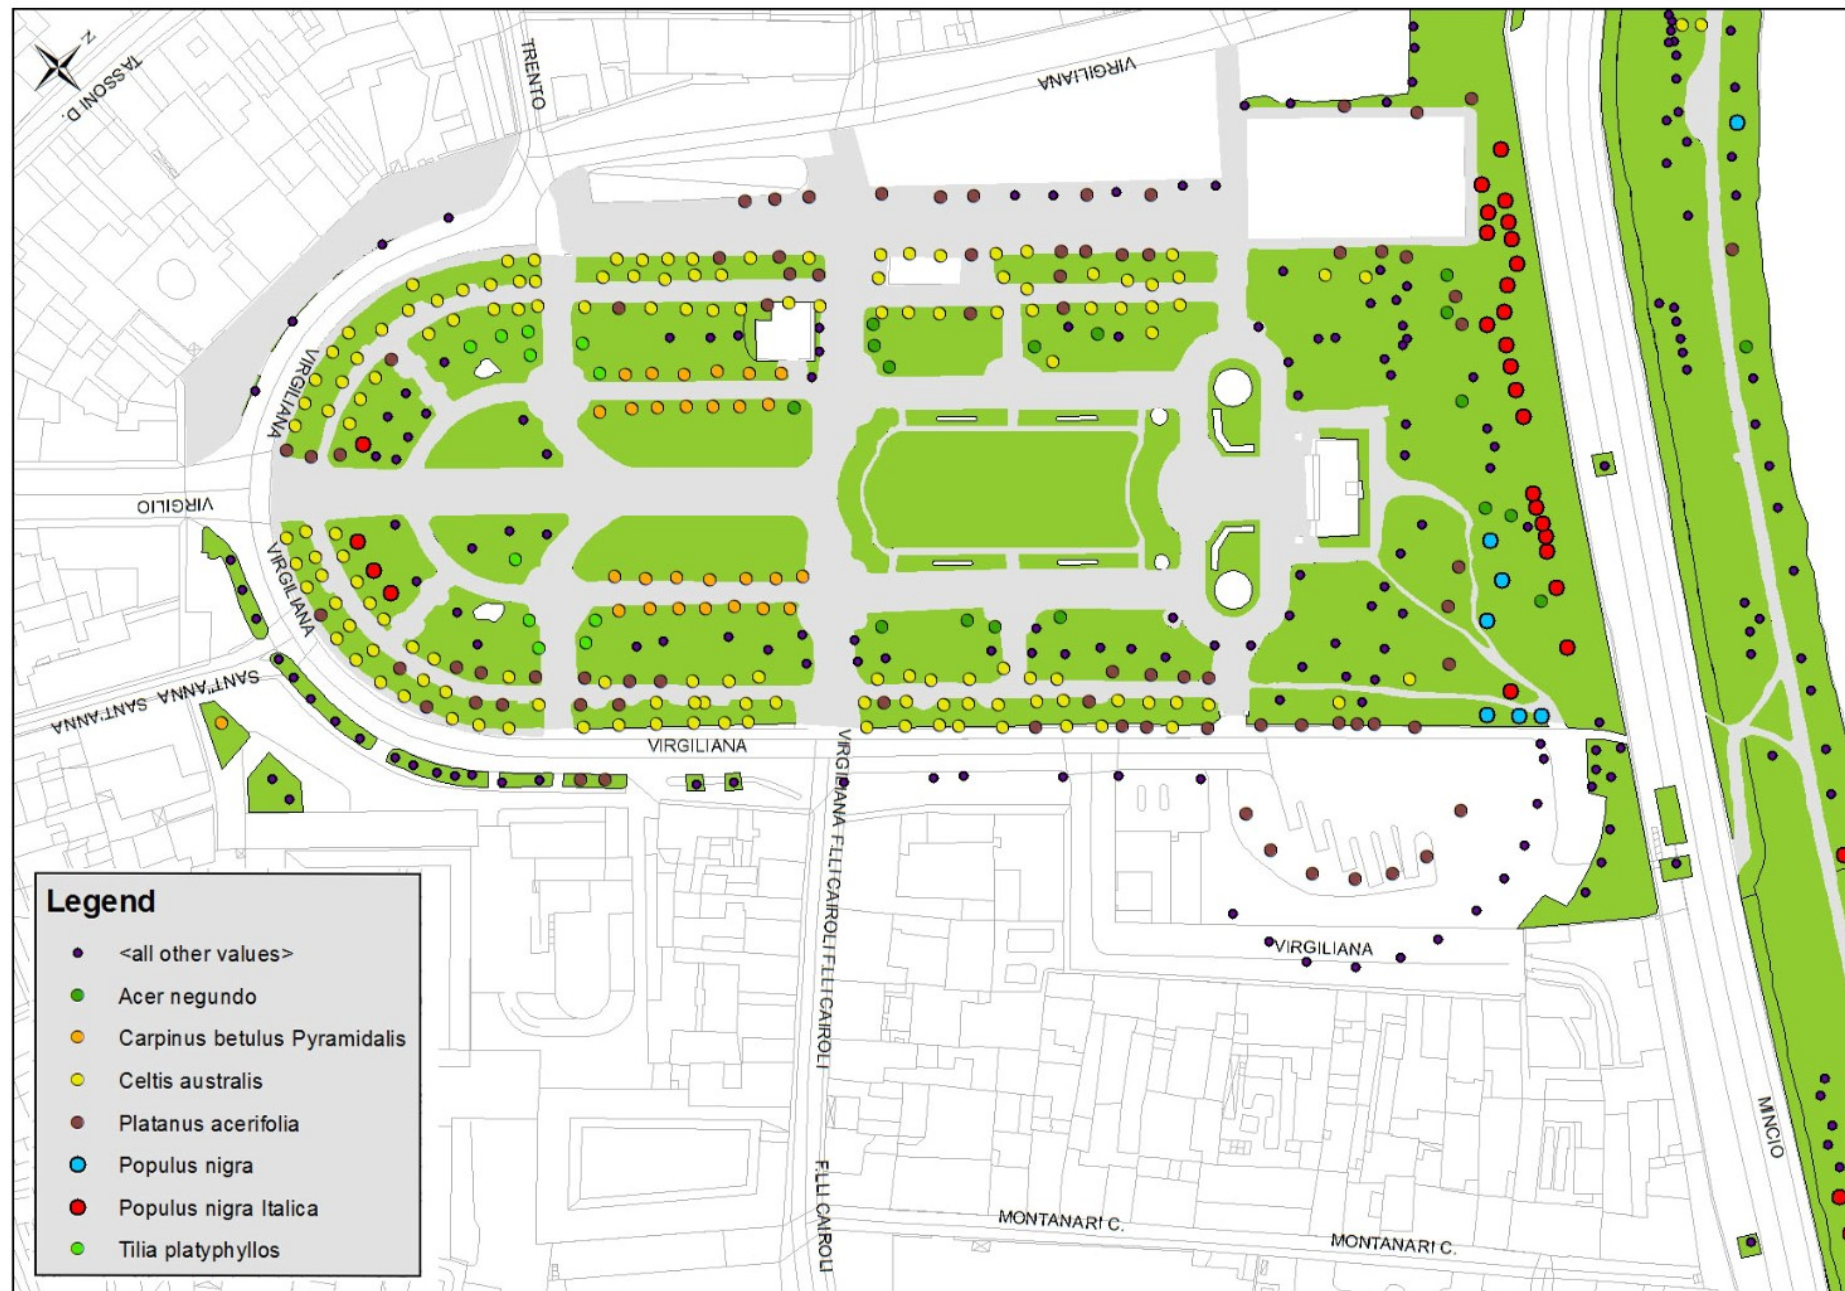 N
TASSONI D.
TRENTO
VIRGILIANA
VIRGILIANA
VIRGILIO
VIRGILIANA
SANT'ANNA
SANT'ANNA
VIRGILIANA
VIRGILIANA
F.LLI CAIROLI
F.LLI CAIROLI
F.LLI CAIROLI
VIRGILIANA
MONTANARI C.
MONTANARI C.
MINCIO
Legend
<all other values>
Acer negundo
Carpinus betulus Pyramidalis
Celtis australis
Platanus acerifolia
Populus nigra
Populus nigra Italica
Tilia platyphyllos